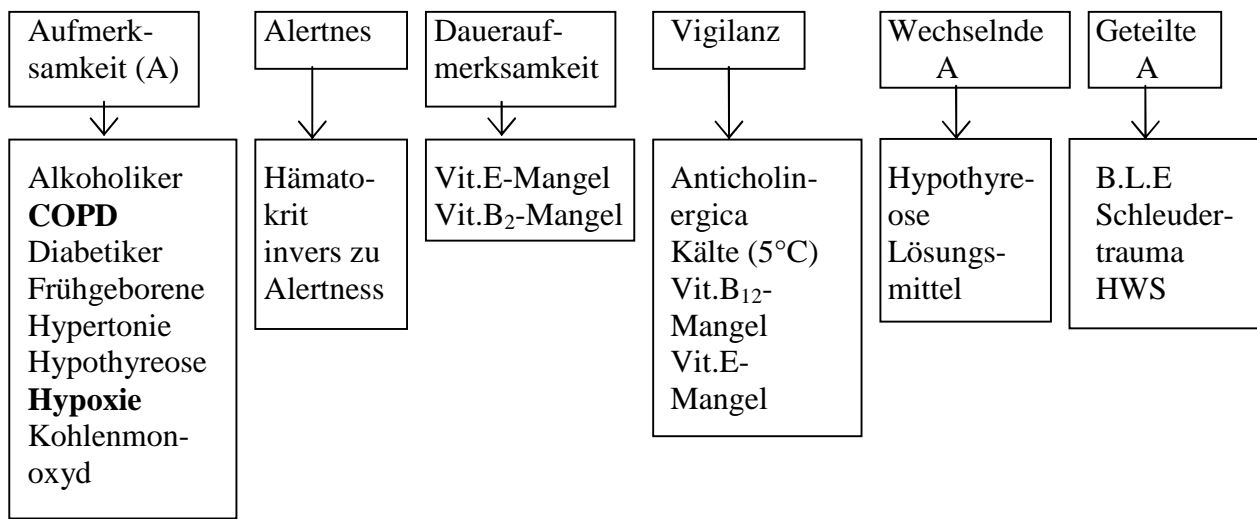 Aufmerk-
samkeit (A)
Alertnes
Dauerauf-
merksamkeit
Vigilanz
Wechselnde
A
Geteilte
A
Alkoholiker
COPD
Diabetiker
Frühgeborene
Hypertonie
Hypothyreose
Hypoxie
Kohlenmon-
oxyd
Hämato-
krit
invers zu
Alertness
Vit.E-Mangel
Vit.B₂-Mangel
Anticholin-
ergica
Kälte (5°C)
Vit.B₁₂-
Mangel
Vit.E-
Mangel
Hypothyre-
ose
Lösungs-
mittel
B.L.E
Schleuder-
trauma
HWS